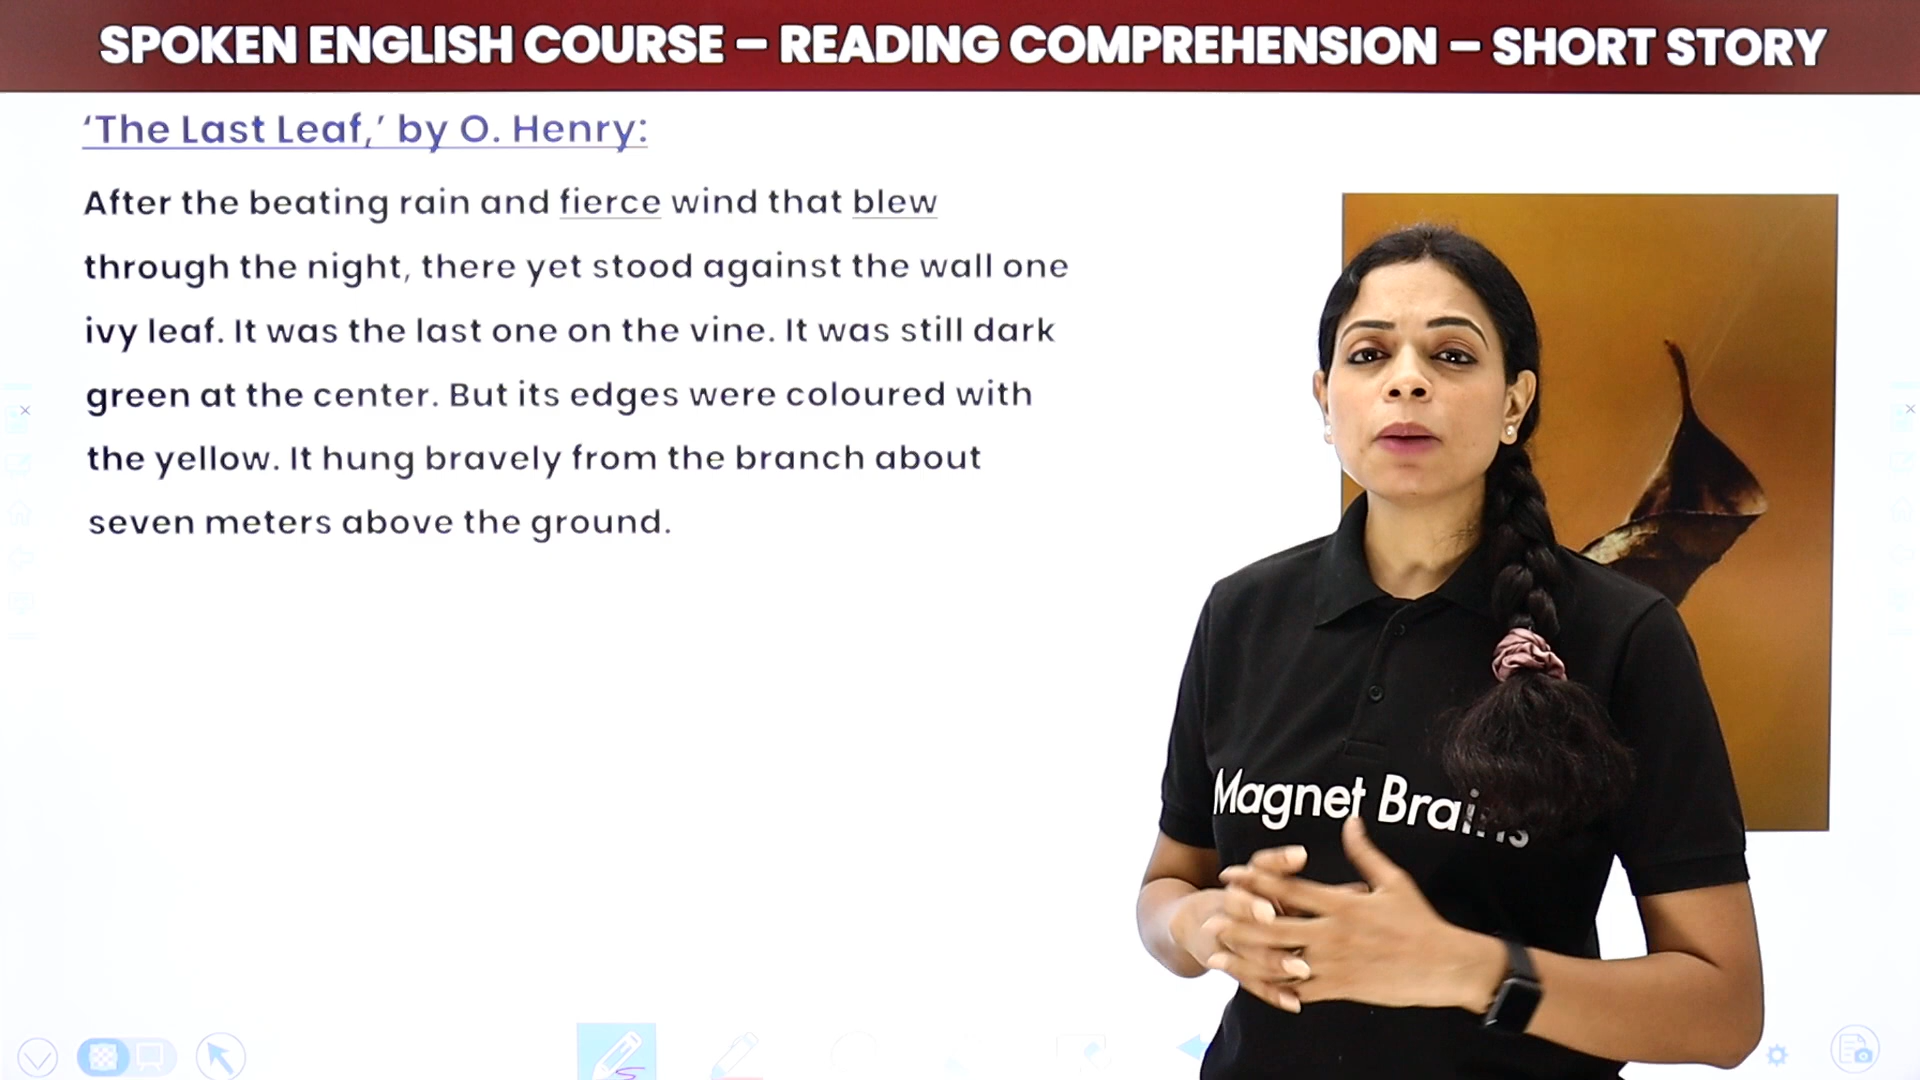 SPOKEN ENGLISH COURSE – READING COMPREHENSION – SHORT STORY
‘The Last Leaf,’ by O. Henry:
After the beating rain and fierce wind that blew
through the night, there yet stood against the wall one
ivy leaf. It was the last one on the vine. It was still dark
green at the center. But its edges were coloured with
the yellow. It hung bravely from the branch about
seven meters above the ground.
Magnet Brains